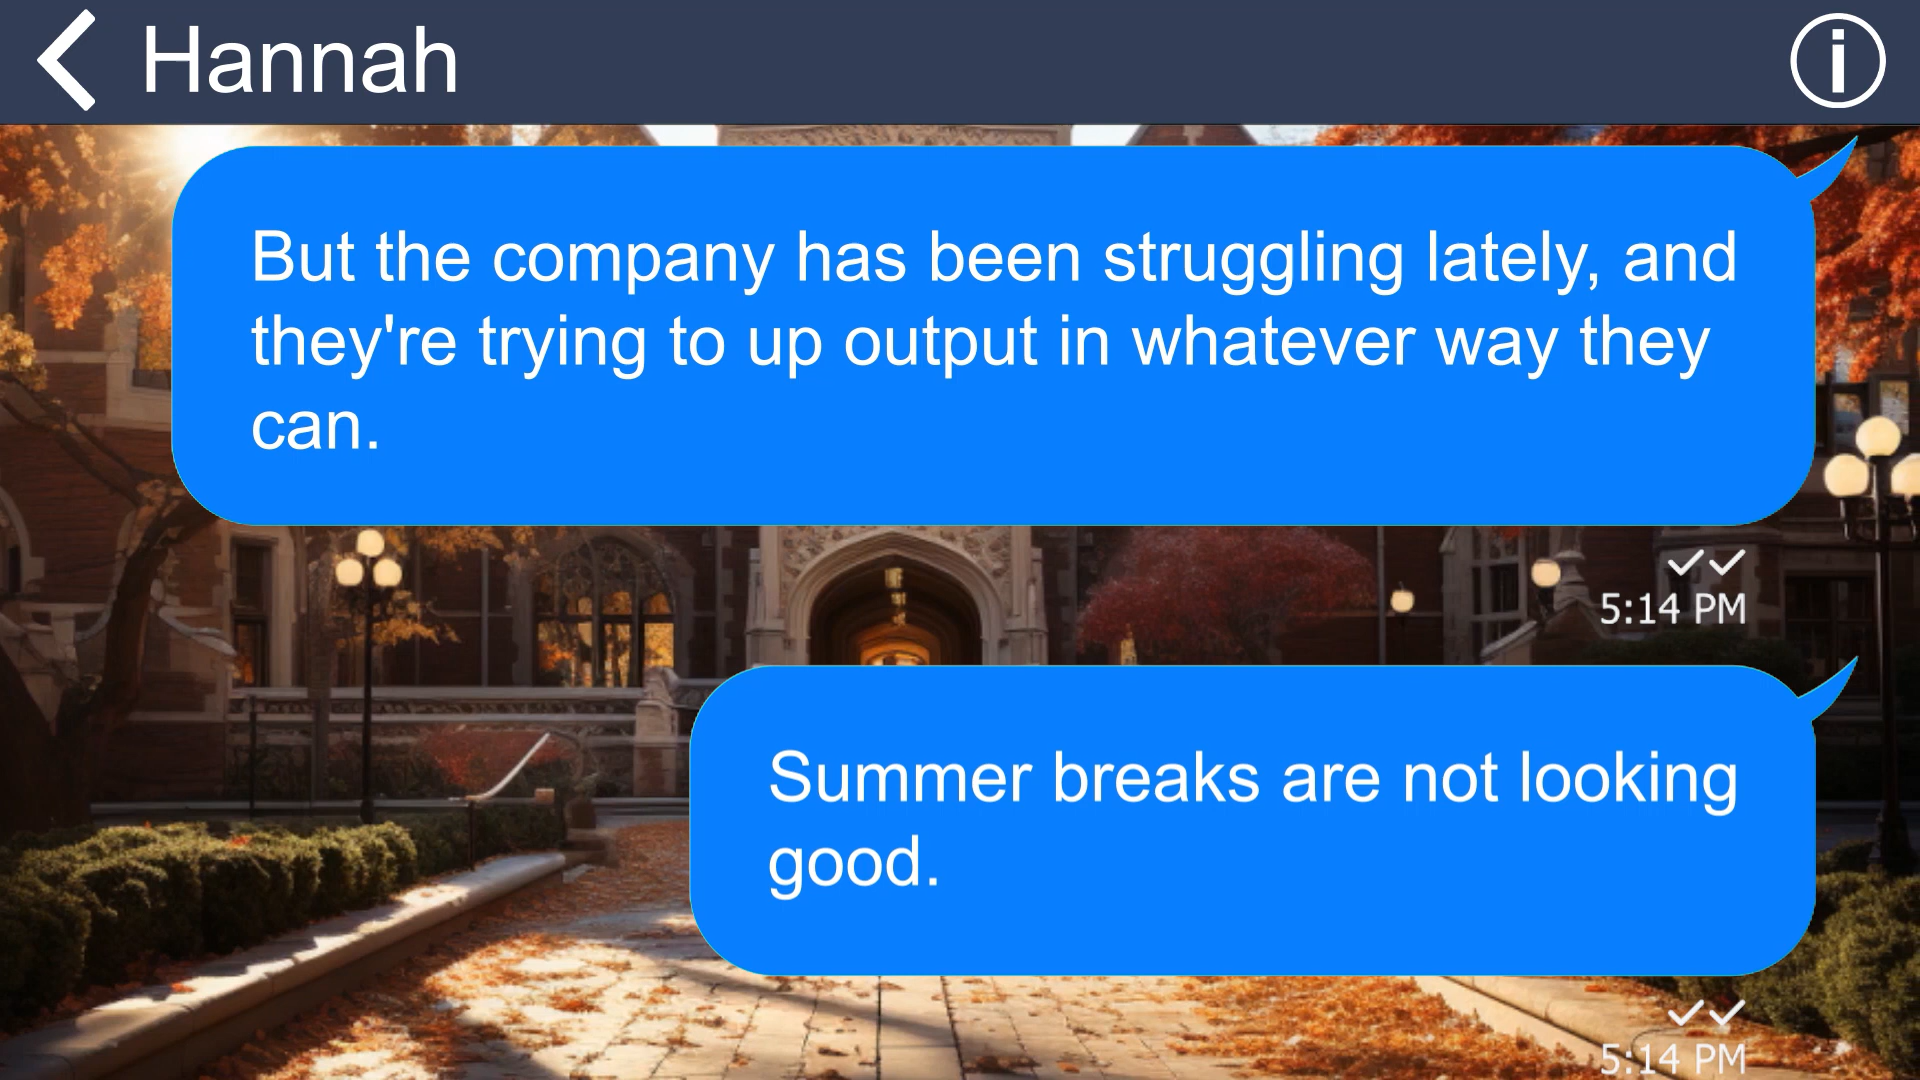 Hannah
But the company has been struggling lately, and
they're trying to up output in whatever way they
can.
5:14 PM
Summer breaks are not looking
good.
5:14 PM